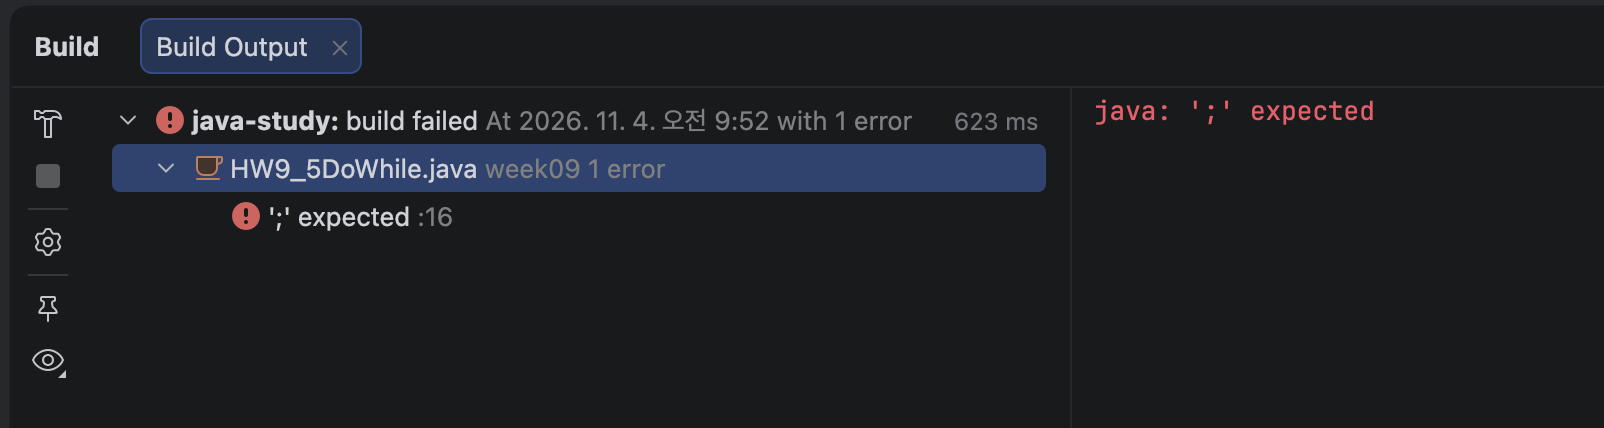 Build Build Output
java-study: build failed At 2026. 11. 4. 오전 9:52 with 1 error 623 ms
HW9_5DoWhile.java week09 1 error
';' expected :16
java: ';' expected